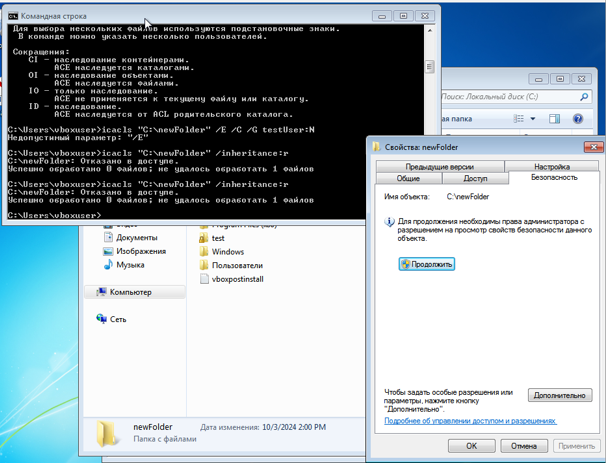 Командная строка
Для выбора нескольких файлов используются подстановочные знаки.
В команде можно указать несколько пользователей.
Сокращения:
CI - наследование контейнерами.
ACE наследуется каталогами.
OI - наследование объектами.
ACE наследуется файлами.
IO - только наследование.
ACE не применяется к текущему файлу или каталогу.
ID - наследование.
ACE наследуется от ACL родительского каталога.
C:\Users\vboxuser>icacls "C:\newFolder" /E /C /G testUser:N
Недопустимый параметр: "/E"
C:\Users\vboxuser>icacls "C:\newFolder" /inheritance:r
C:\newFolder: Отказано в доступе.
Успешно обработано 0 файлов; не удалось обработать 1 файлов
C:\Users\vboxuser>icacls "C:\newFolder" /inheritance:r
C:\newFolder: Отказано в доступе.
Успешно обработано 0 файлов; не удалось обработать 1 файлов
C:\Users\vboxuser>
Поиск: Локальный диск (C:)
ая папка
Документы
Изображения
Музыка
Компьютер
Сеть
test
Windows
Пользователи
vboxpostinstall
newFolder
Дата изменения: 10/3/2024 2:00 PM
Папка с файлами
Свойства: newFolder
Предыдущие версии
Настройка
Общие
Доступ
Безопасность
Имя объекта: C:\newFolder
Для продолжения необходимы права администратора с
разрешением на просмотр свойств безопасности данного
объекта.
Продолжить
Чтобы задать особые разрешения или
параметры, нажмите кнопку
"Дополнительно".
Дополнительно
Подробнее об управлении доступом и разрешениях.
OK
Отмена
Применить